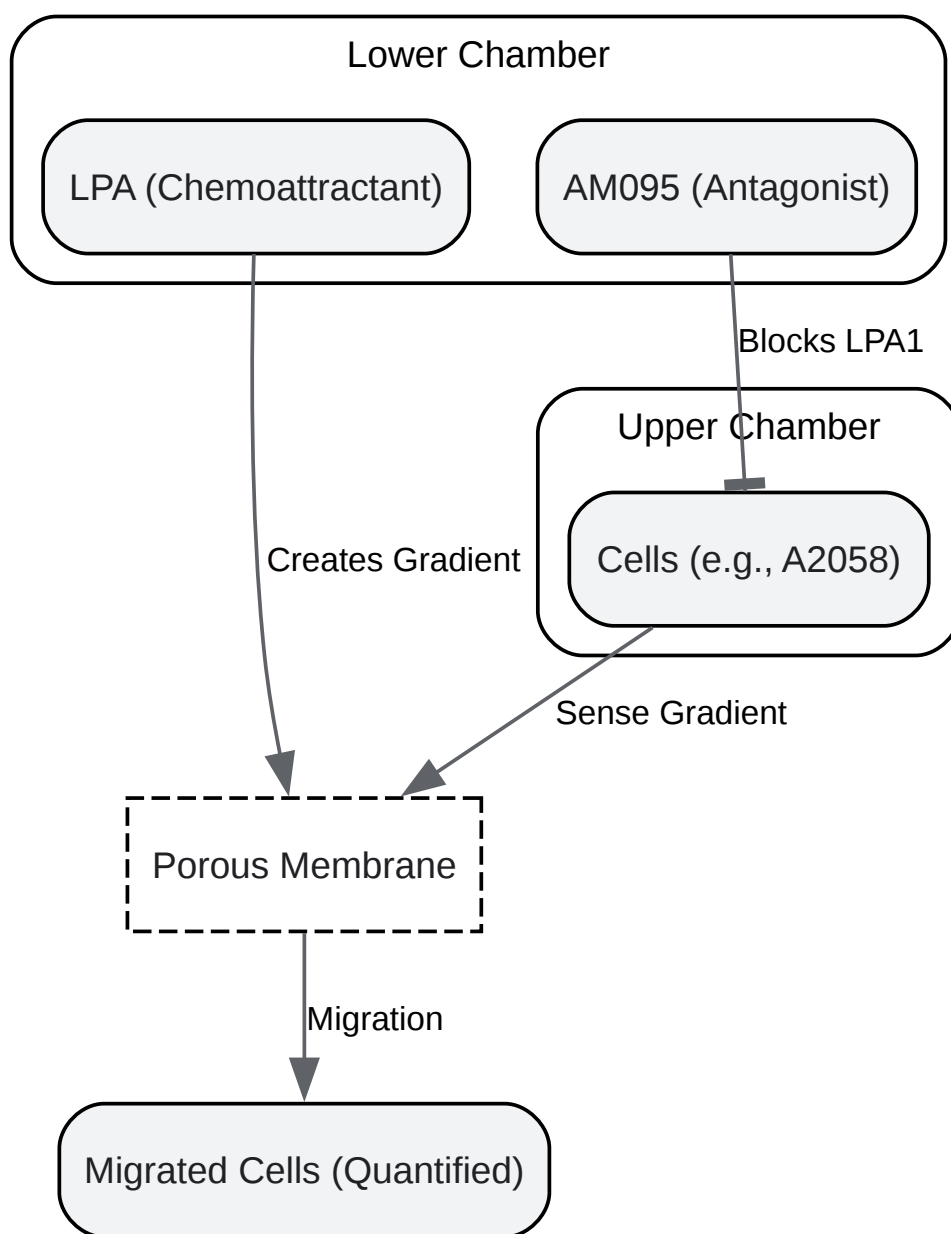 Lower Chamber
LPA (Chemoattractant)
AM095 (Antagonist)
Blocks LPA1
Upper Chamber
Creates Gradient
Cells (e.g., A2058)
Sense Gradient
Porous Membrane
Migration
Migrated Cells (Quantified)